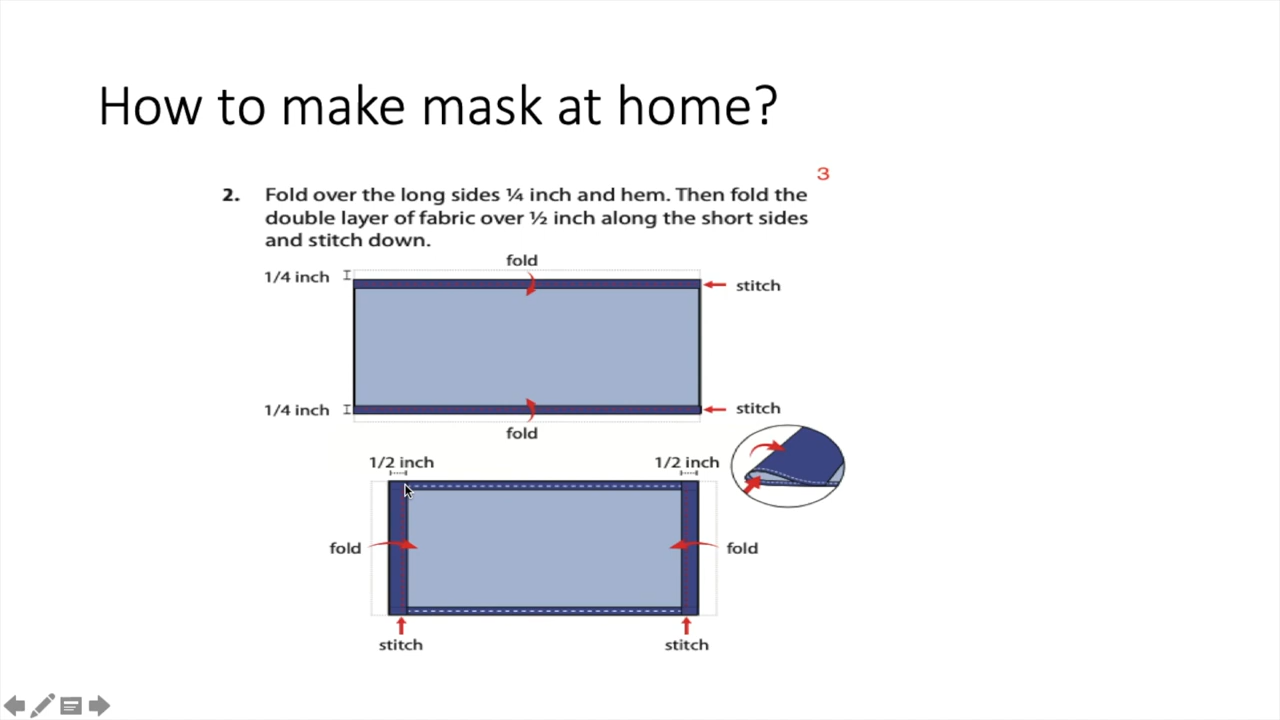 How to make mask at home?
3
2. Fold over the long sides ¼ inch and hem. Then fold the
double layer of fabric over ½ inch along the short sides
and stitch down.
fold
1/4 inch
stitch
1/4 inch
stitch
fold
1/2 inch
1/2 inch
fold
fold
stitch
stitch